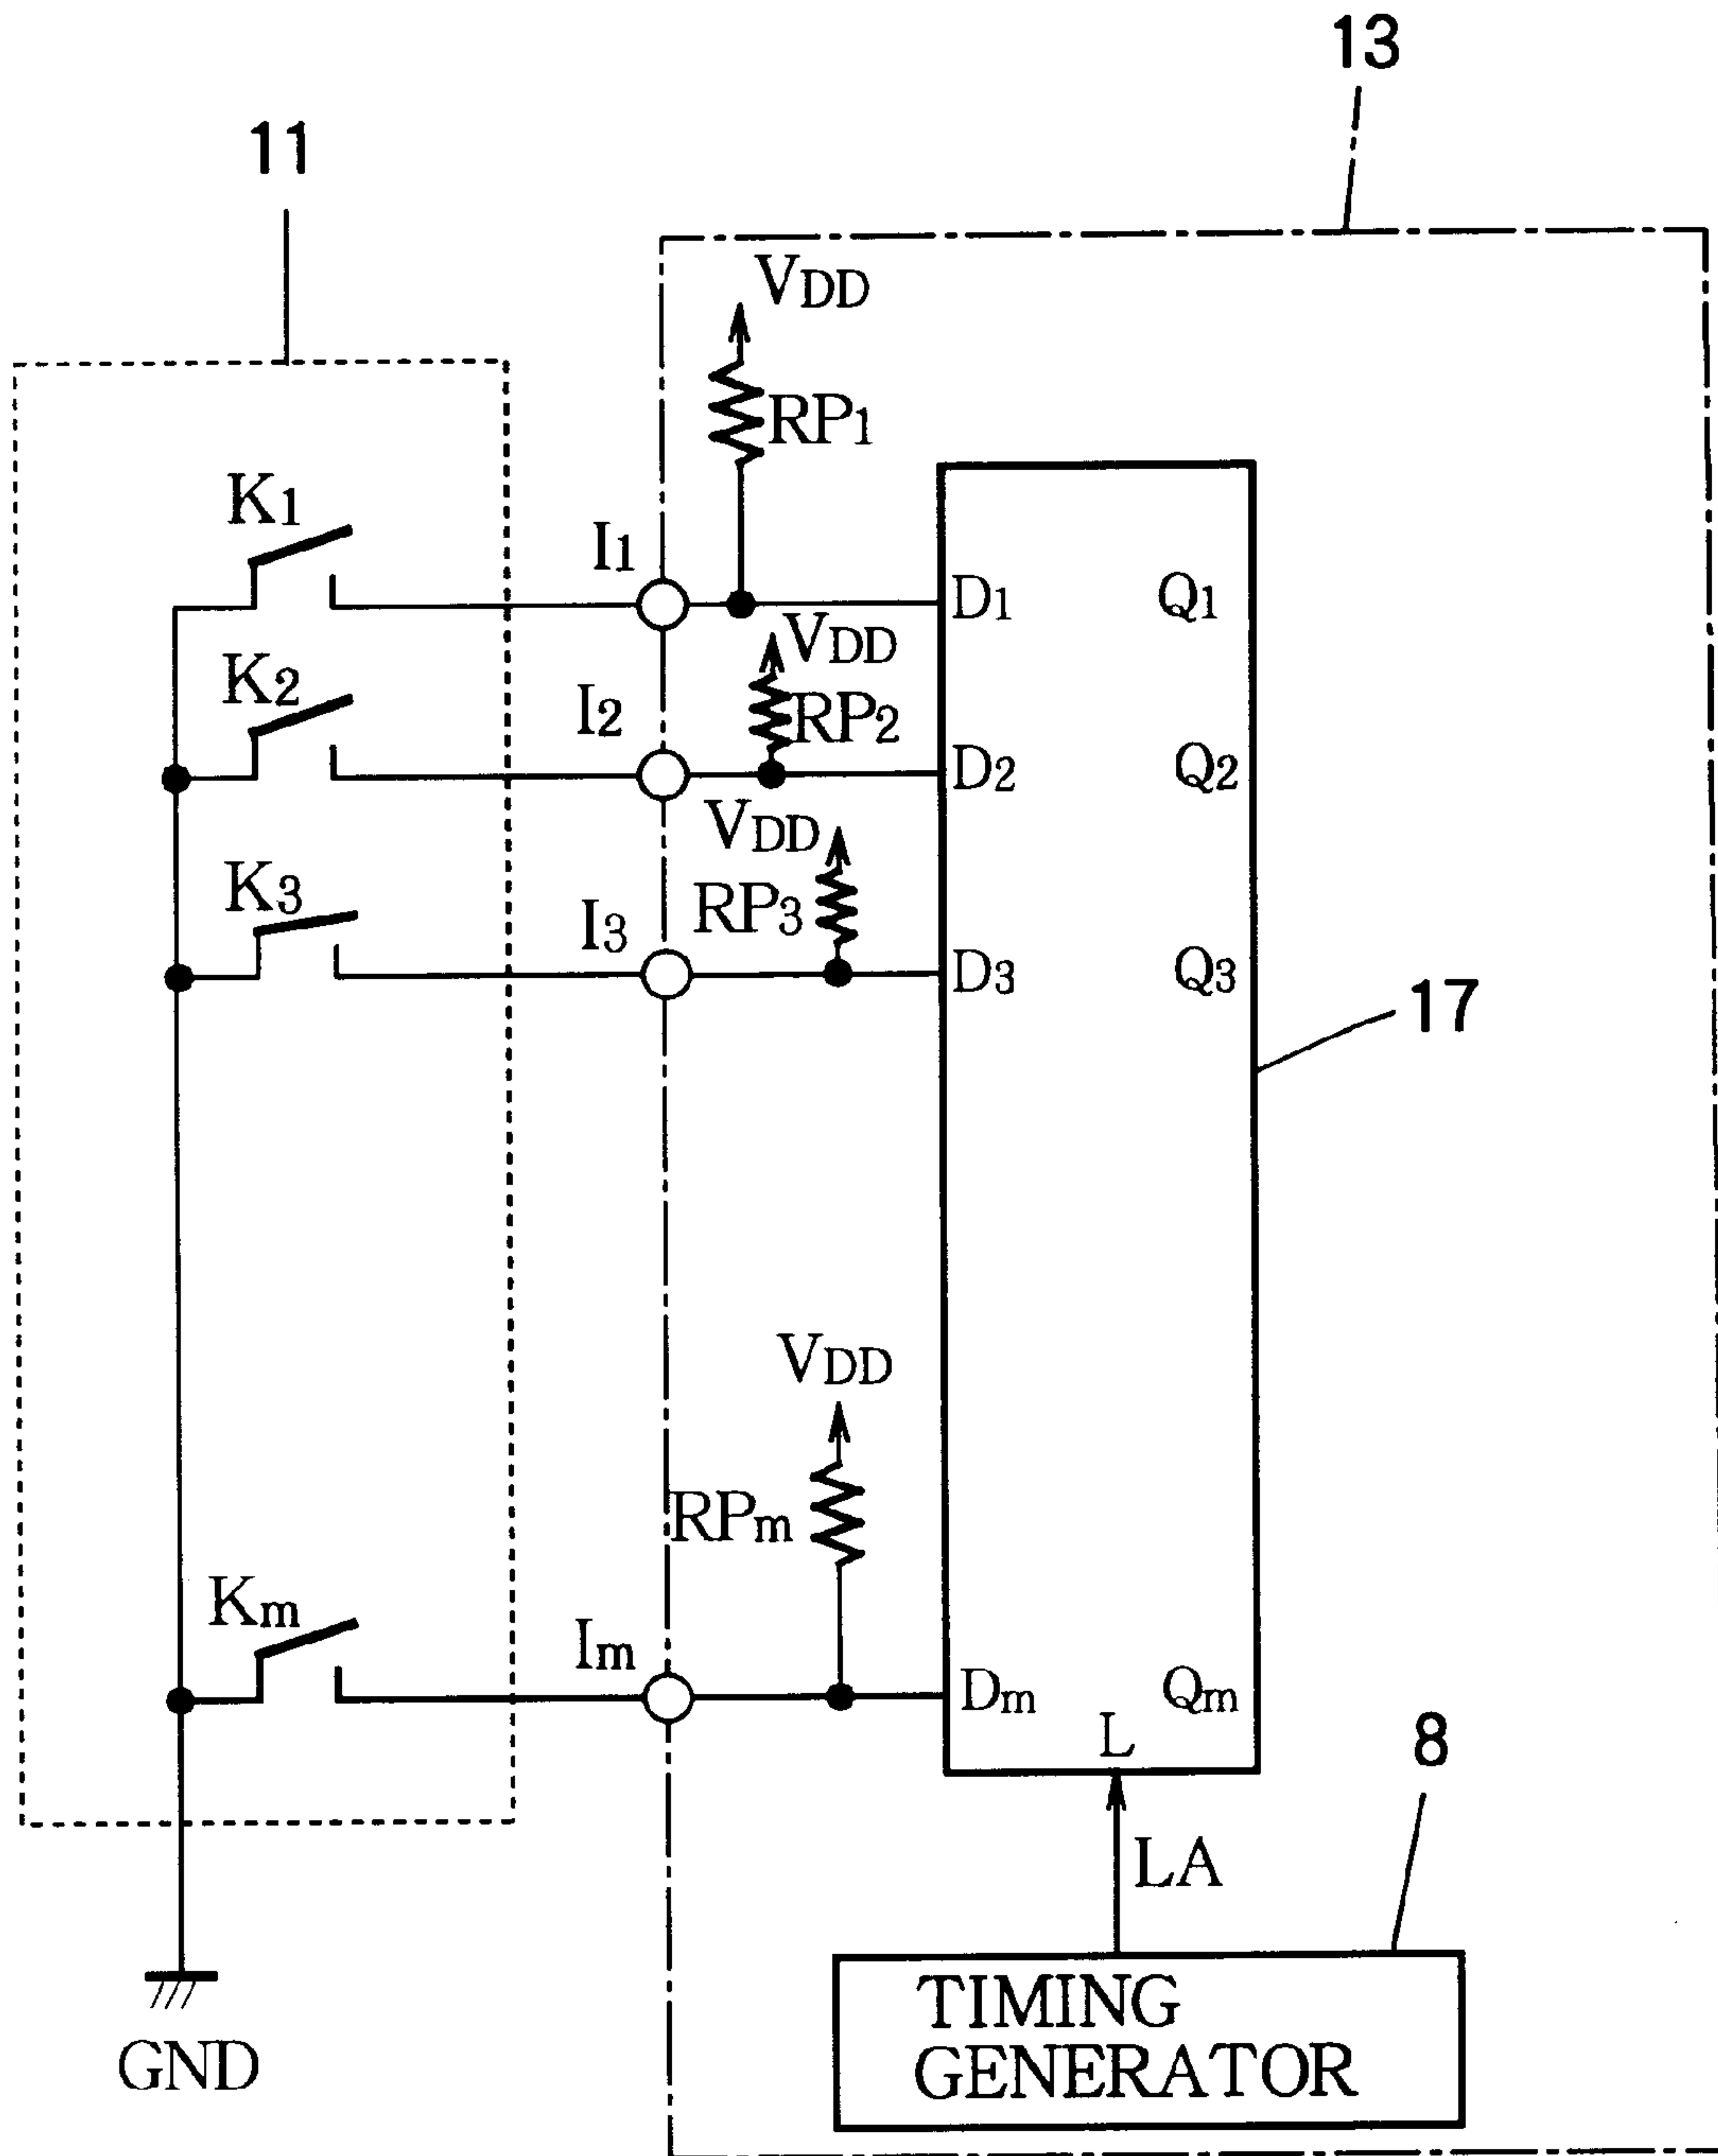 13
11
VDD
RP1
K1
I1
D1
Q1
VDD
K2
I2
RP2
D2
Q2
VDD
K3
RP3
I3
D3
Q3
17
VDD
RPm
Km
Im
Dm
Qm
L
8
LA
TIMING
GENERATOR
GND